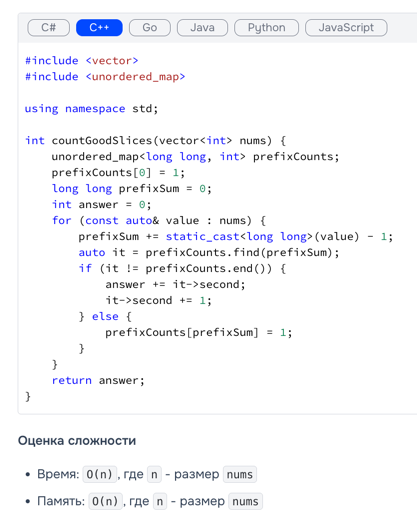 C# C++ Go Java Python JavaScript
#include <vector>
#include <unordered_map>
using namespace std;
int countGoodSlices(vector<int> nums) {
    unordered_map<long long, int> prefixCounts;
    prefixCounts[0] = 1;
    long long prefixSum = 0;
    int answer = 0;
    for (const auto& value : nums) {
        prefixSum += static_cast<long long>(value) - 1;
        auto it = prefixCounts.find(prefixSum);
        if (it != prefixCounts.end()) {
            answer += it->second;
            it->second += 1;
        } else {
            prefixCounts[prefixSum] = 1;
        }
    }
    return answer;
}
Оценка сложности
• Время: O(n), где n - размер nums
• Память: O(n), где n - размер nums